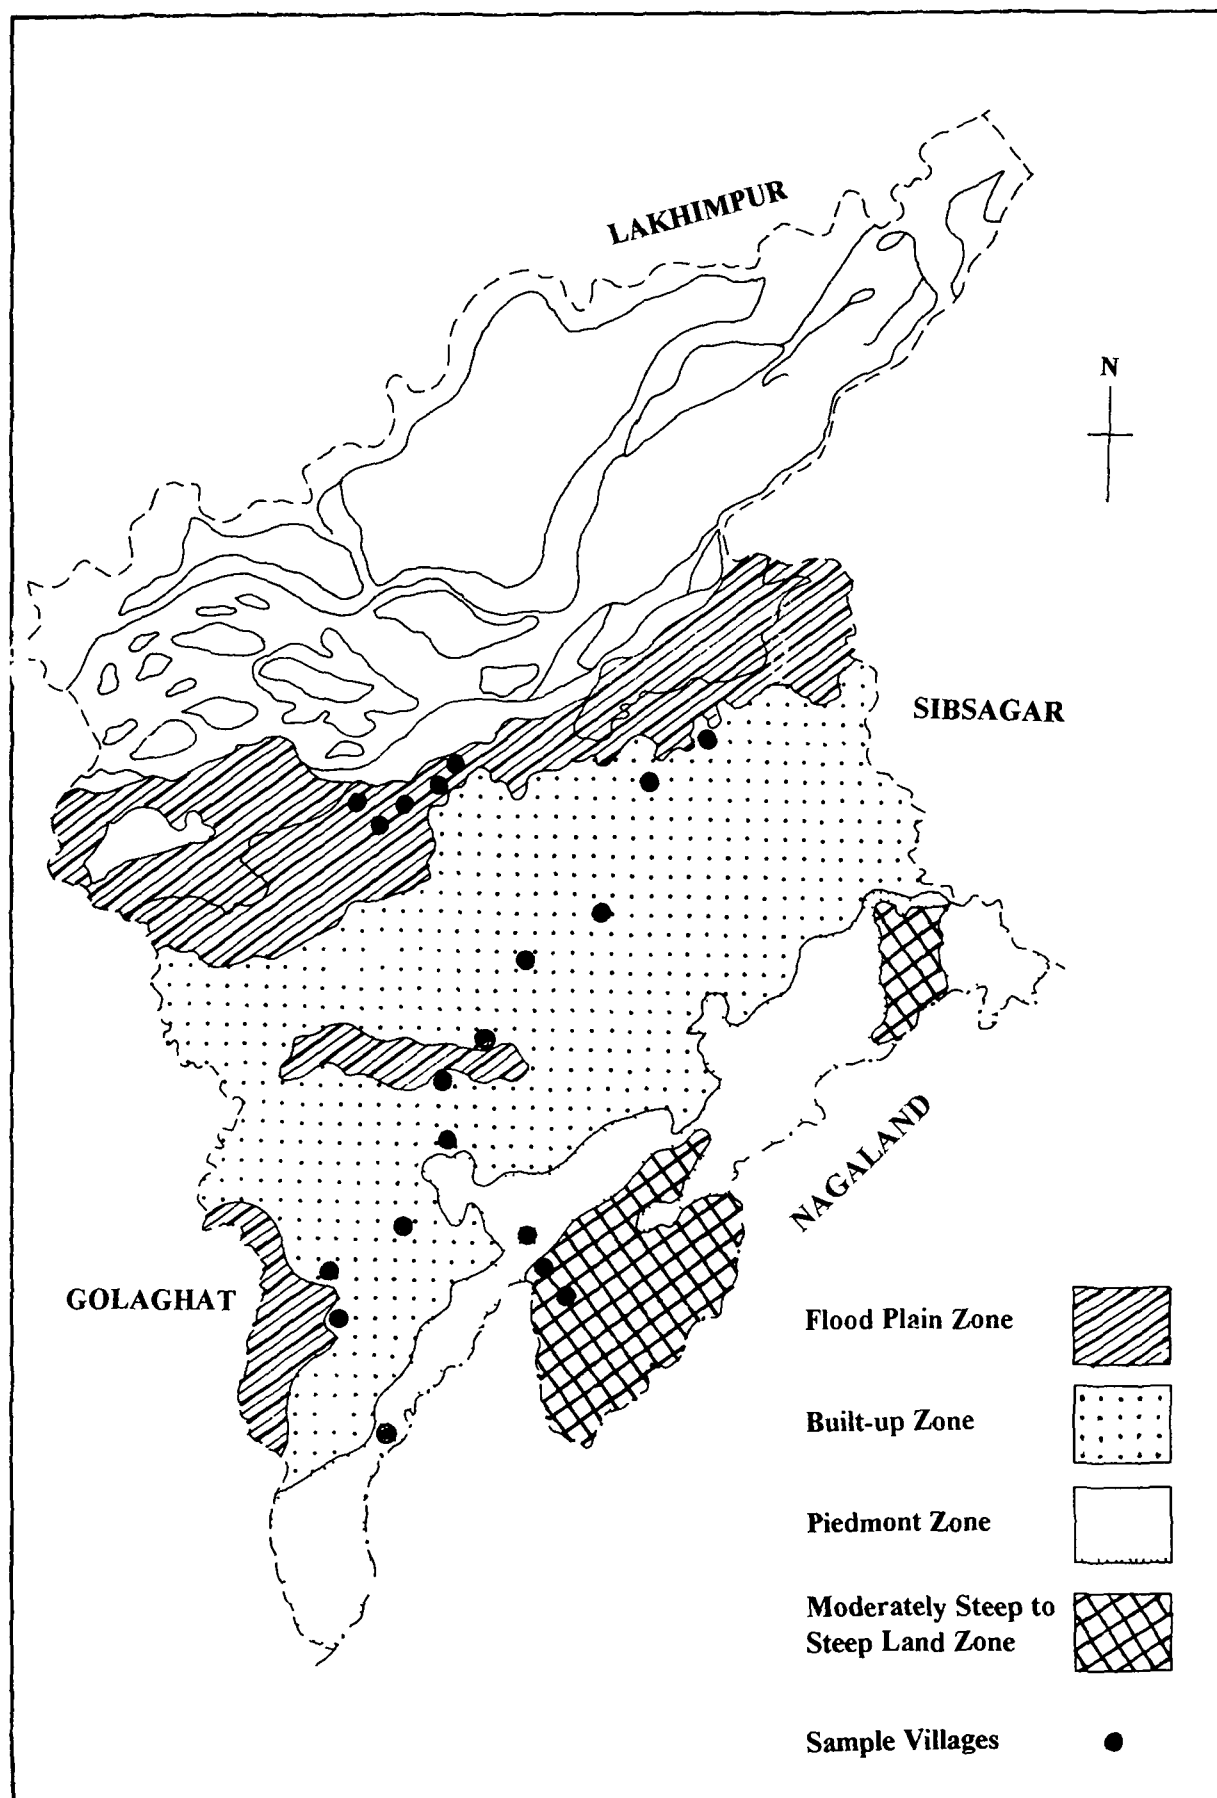 LAKHIMPUR
N
SIBSAGAR
NAGALAND
GOLAGHAT
Flood Plain Zone
Built-up Zone
Piedmont Zone
Moderately Steep to
Steep Land Zone
Sample Villages